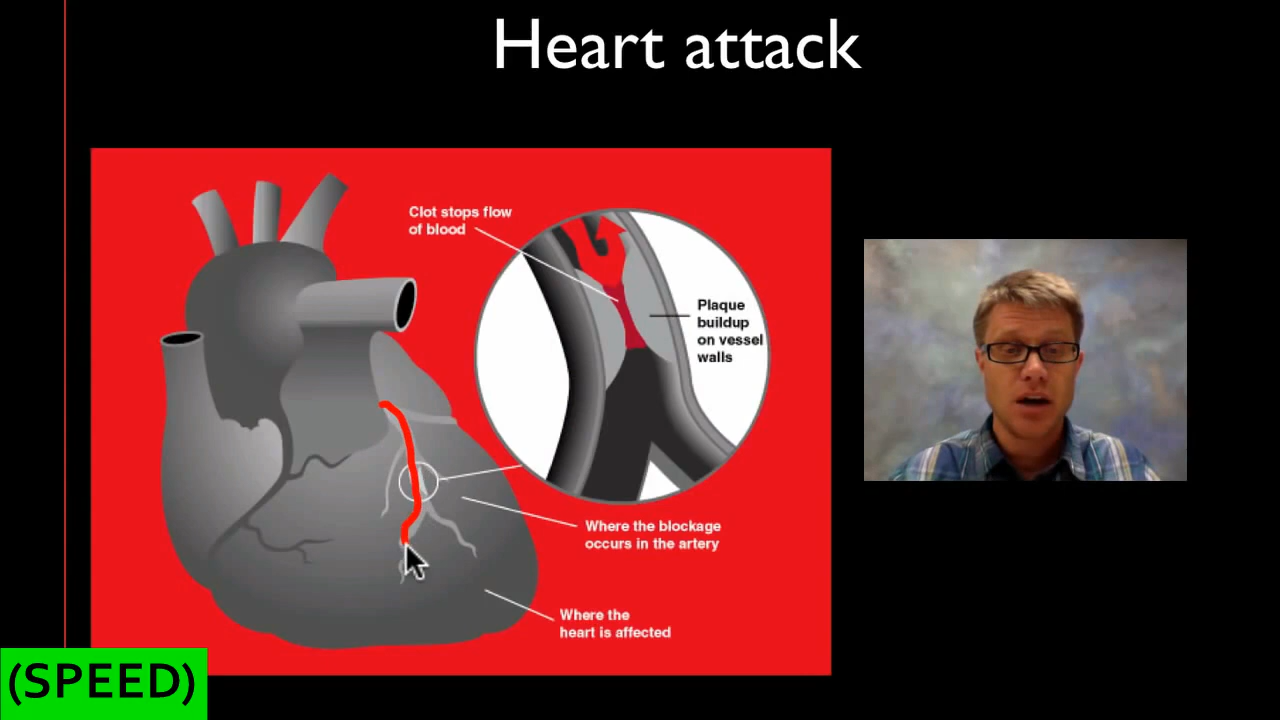 Heart attack
Clot stops flow
of blood
Plaque
buildup
on vessel
walls
Where the blockage
occurs in the artery
Where the
heart is affected
(SPEED)